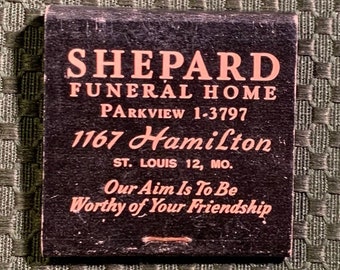 SHEPARD
FUNERAL HOME
PARKVIEW 1-3797
1167 Hamilton
ST. LOUIS 12, MO.
Our Aim Is To Be
Worthy of Your Friendship